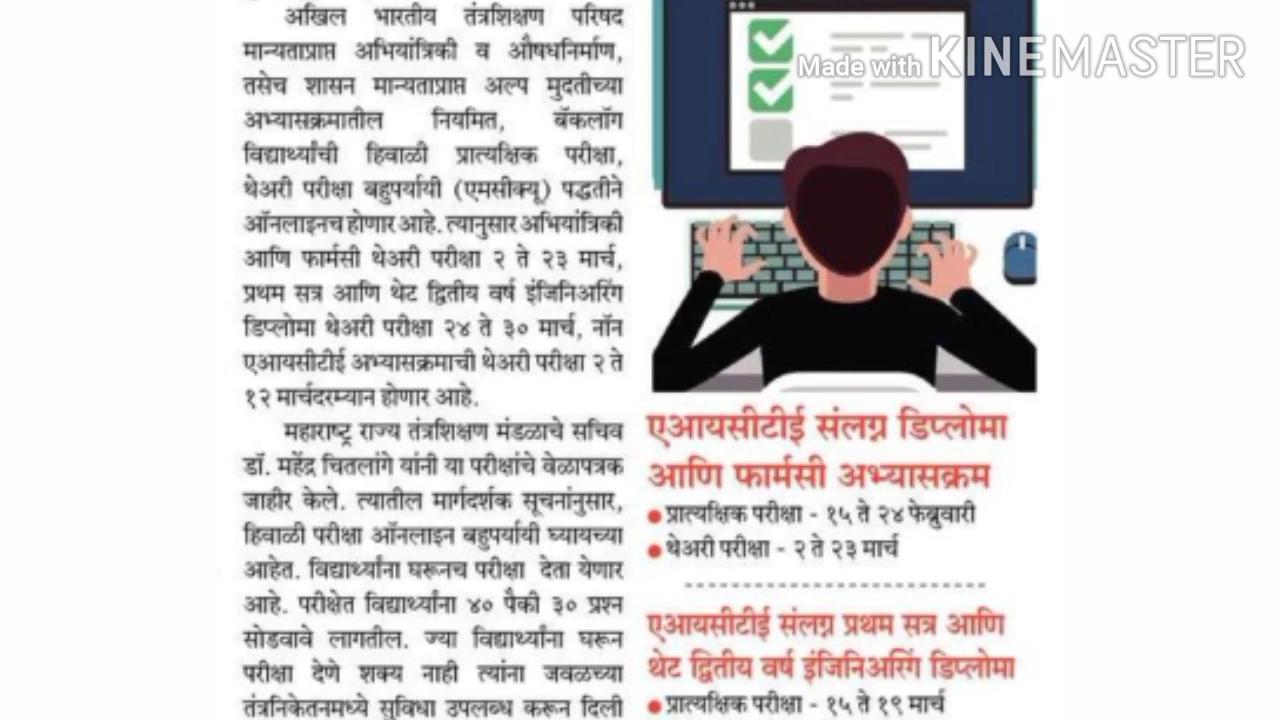 अखिल भारतीय तंत्रशिक्षण परिषद
मान्यताप्राप्त अभियांत्रिकी व औषधनिर्माण,
तसेच शासन मान्यताप्राप्त अल्प मुदतीच्या
अभ्यासक्रमातील नियमित, बॅकलॉग
विद्यार्थ्यांची हिवाळी प्रात्यक्षिक परीक्षा,
थेअरी परीक्षा बहुपर्यायी (एमसीक्यू) पद्धतीने
ऑनलाइनच होणार आहे. त्यानुसार अभियांत्रिकी
आणि फार्मसी थेअरी परीक्षा २ ते २३ मार्च,
प्रथम सत्र आणि थेट द्वितीय वर्ष इंजिनिअरिंग
डिप्लोमा थेअरी परीक्षा २४ ते ३० मार्च, नॉन
एआयसीटीई अभ्यासक्रमाची थेअरी परीक्षा २ ते
१२ मार्चदरम्यान होणार आहे.
महाराष्ट्र राज्य तंत्रशिक्षण मंडळाचे सचिव
डॉ. महेंद्र चितलांगे यांनी या परीक्षांचे वेळापत्रक
जाहीर केले. त्यातील मार्गदर्शक सूचनांनुसार,
हिवाळी परीक्षा ऑनलाइन बहुपर्यायी घ्यायच्या
आहेत. विद्यार्थ्यांना घरूनच परीक्षा देता येणार
आहे. परीक्षेत विद्यार्थ्यांना ४० पैकी ३० प्रश्न
सोडवावे लागतील. ज्या विद्यार्थ्यांना घरून
परीक्षा देणे शक्य नाही त्यांना जवळच्या
तंत्रनिकेतनमध्ये सुविधा उपलब्ध करून दिली
Made with KINEMASTER
एआयसीटीई संलग्न डिप्लोमा
आणि फार्मसी अभ्यासक्रम
● प्रात्यक्षिक परीक्षा - १५ ते २४ फेब्रुवारी
● थेअरी परीक्षा - २ ते २३ मार्च
एआयसीटीई संलग्न प्रथम सत्र आणि
थेट द्वितीय वर्ष इंजिनिअरिंग डिप्लोमा
● प्रात्यक्षिक परीक्षा - १५ ते १९ मार्च